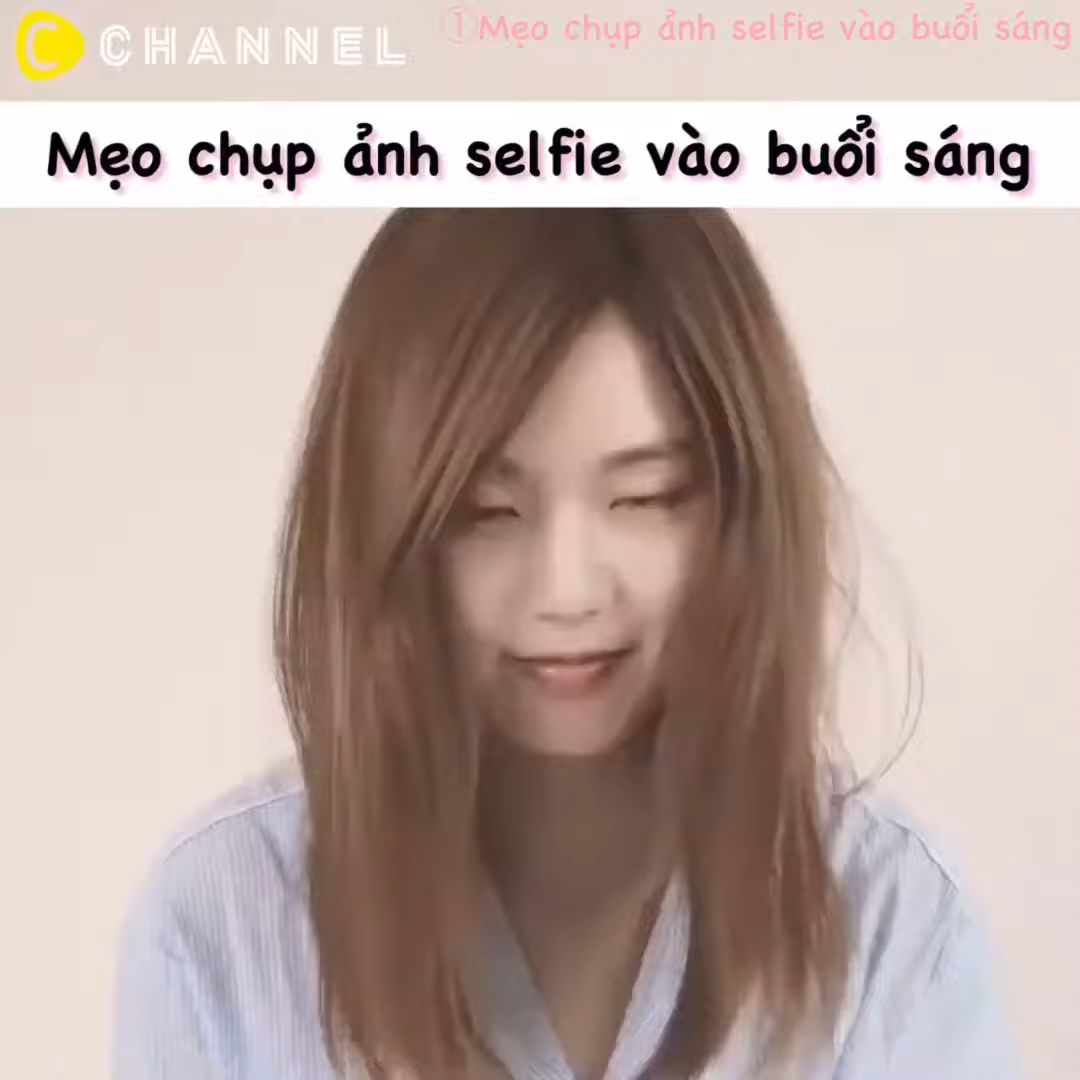 C CHANNEL
①Mẹo chụp ảnh selfie vào buổi sáng
Mẹo chụp ảnh selfie vào buổi sáng